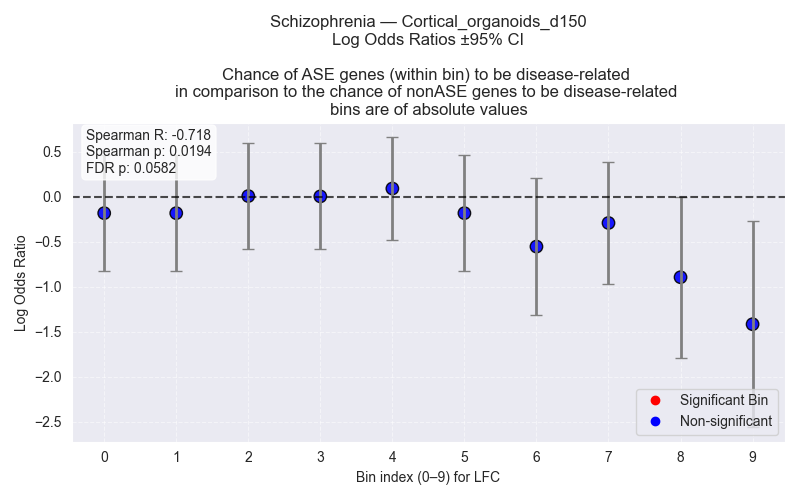 Schizophrenia — Cortical_organoids_d150
Log Odds Ratios ±95% CI
Chance of ASE genes (within bin) to be disease-related
in comparison to the chance of nonASE genes to be disease-related
bins are of absolute values
Spearman R: -0.718
Spearman p: 0.0194
FDR p: 0.0582
0.5
0.0
−0.5
−1.0
−1.5
−2.0
−2.5
Log Odds Ratio
Significant Bin
Non-significant
0 1 2 3 4 5 6 7 8 9
Bin index (0–9) for LFC